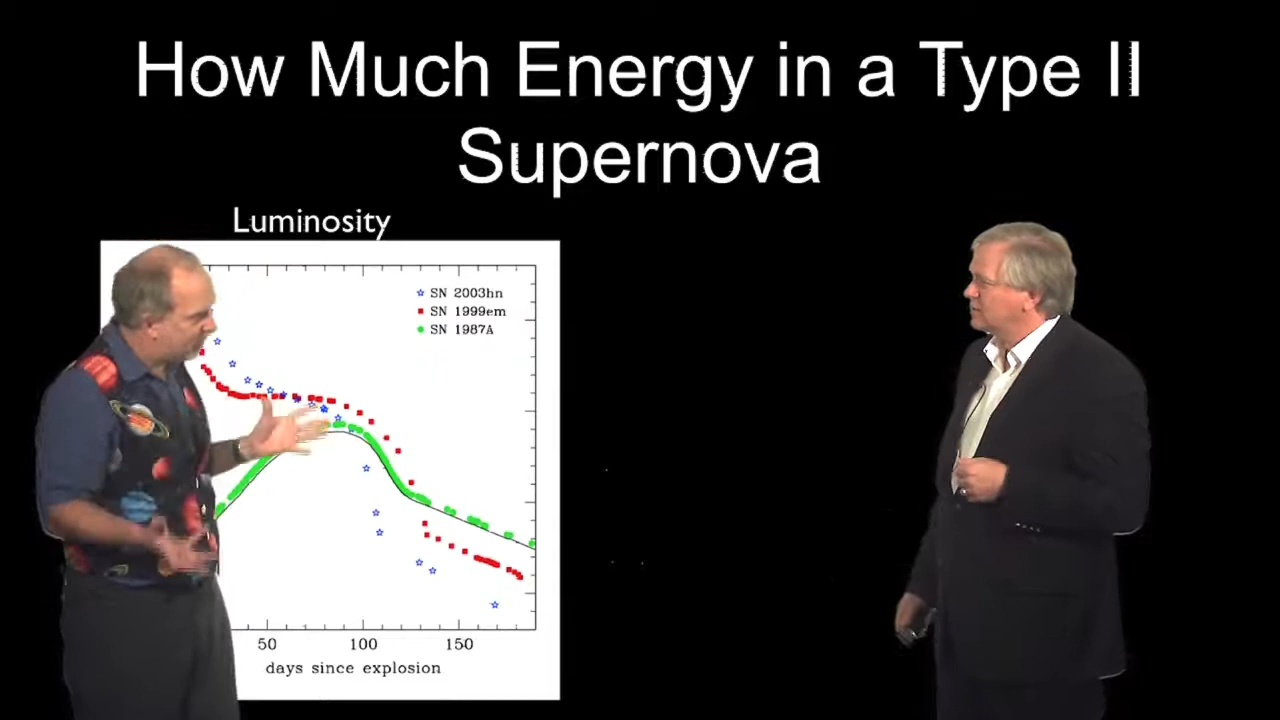 How Much Energy in a Type II
Supernova
Luminosity
SN 2003hn
SN 1999em
SN 1987A
50 100 150
days since explosion